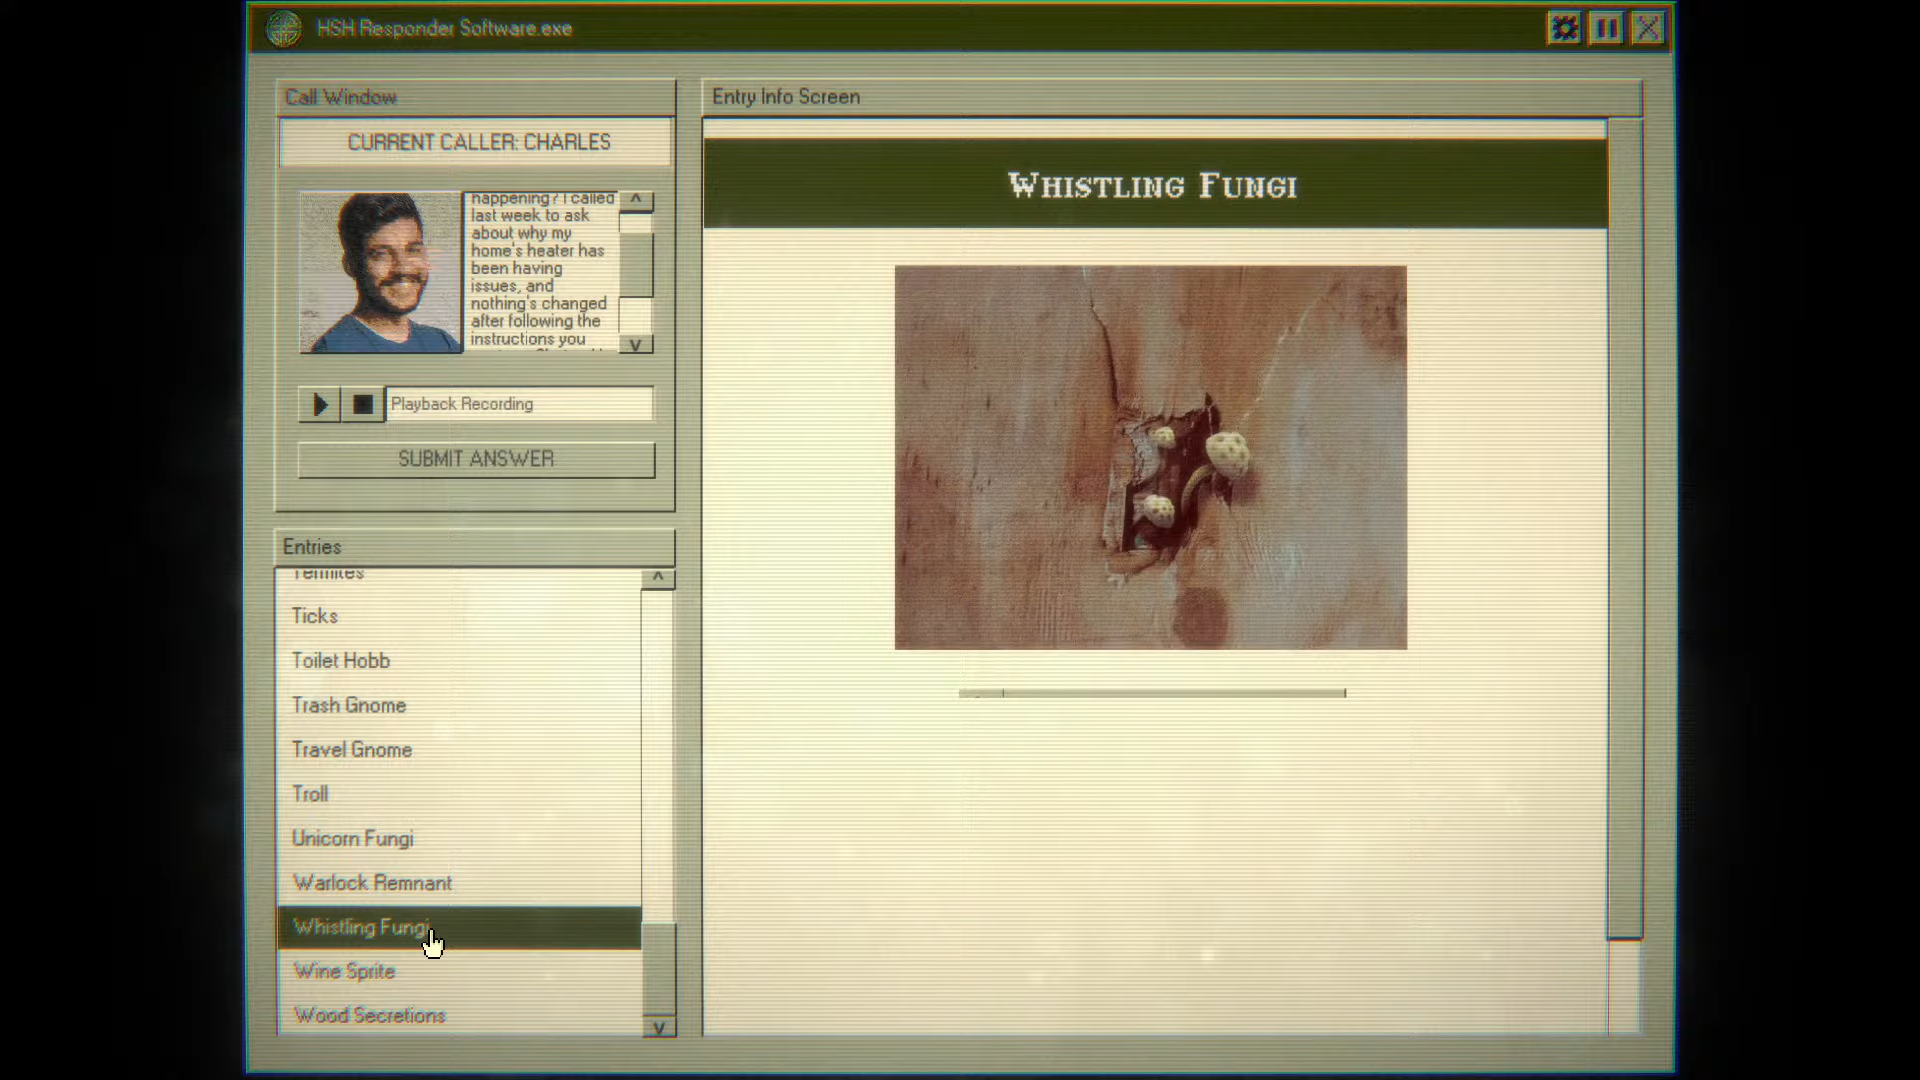 HSH Responder Software.exe
Call Window
CURRENT CALLER: CHARLES
happening? I called
last week to ask
about why my
home's heater has
been having
issues, and
nothing's changed
after following the
instructions you
Playback Recording
SUBMIT ANSWER
Entries
Termites
Ticks
Toilet Hobb
Trash Gnome
Travel Gnome
Troll
Unicorn Fungi
Warlock Remnant
Whistling Fungi
Wine Sprite
Wood Secretions
Entry Info Screen
Whistling Fungi